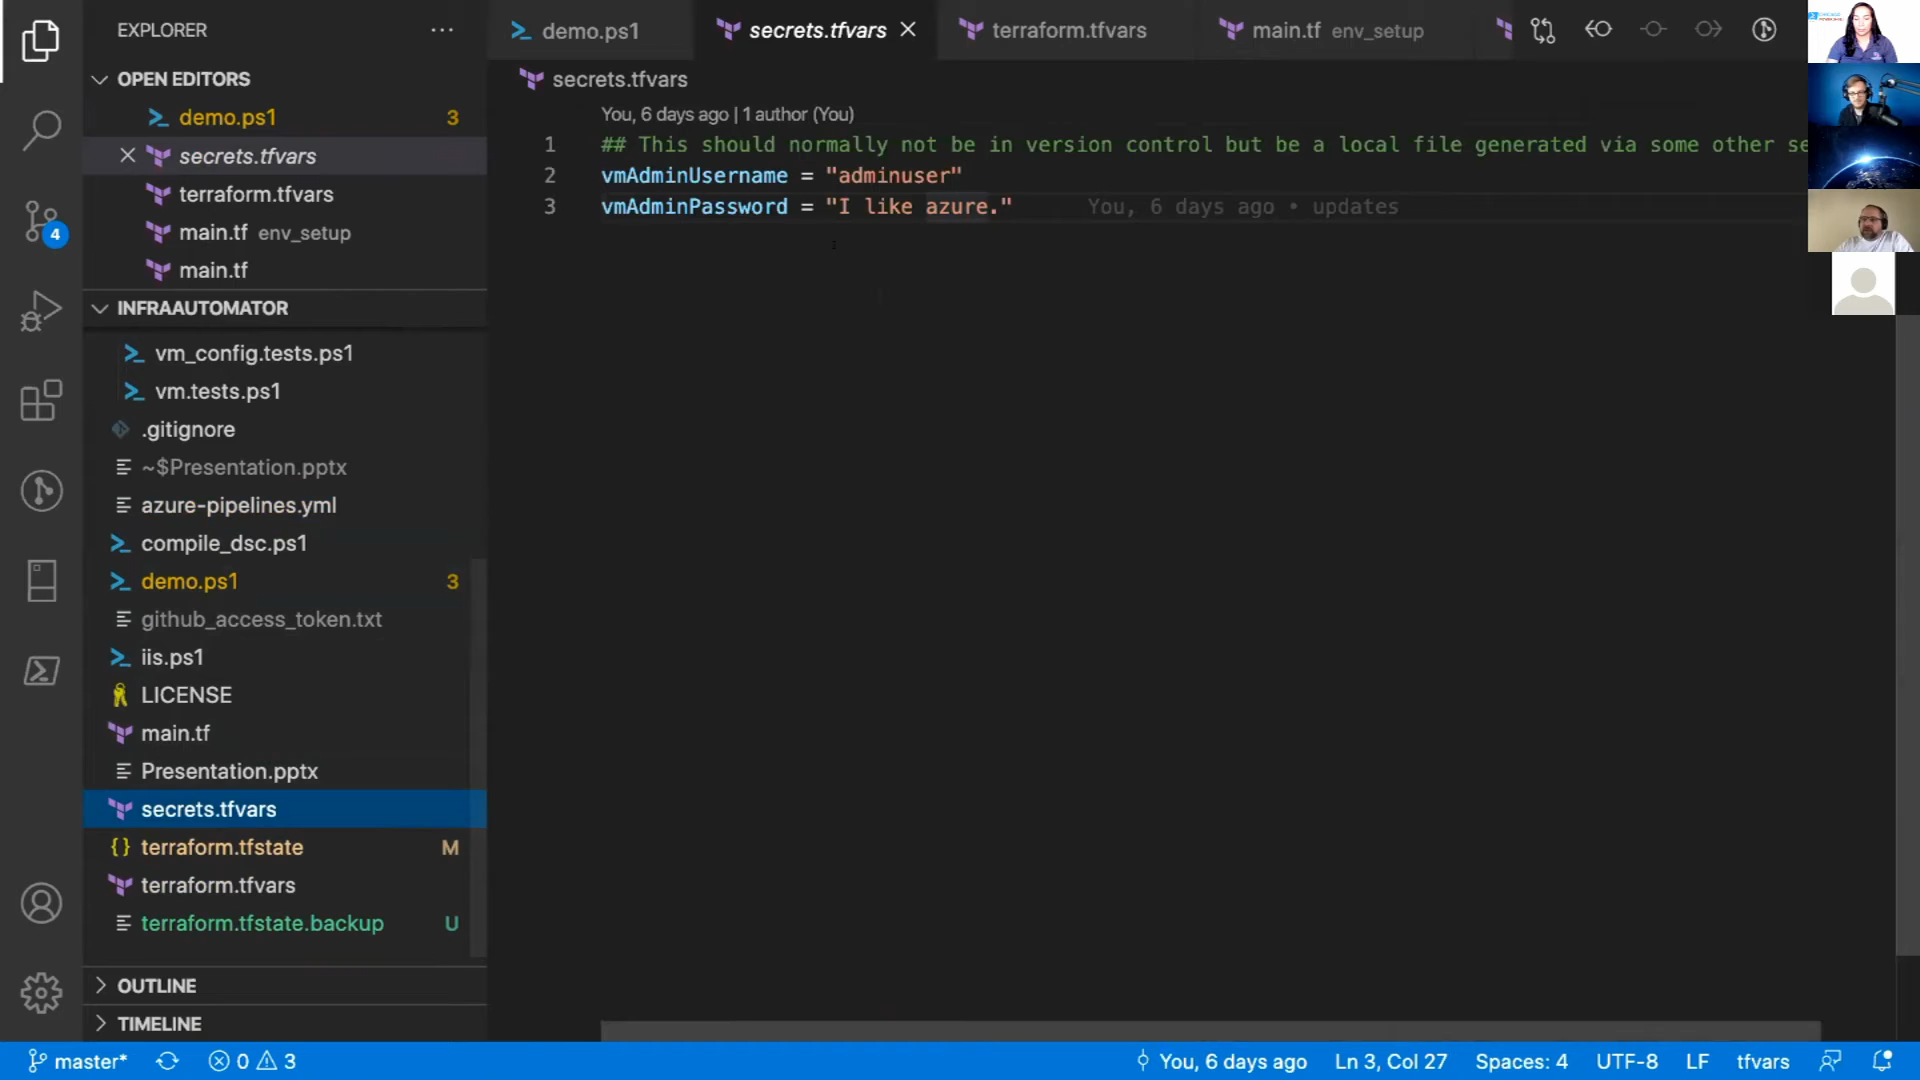 EXPLORER
OPEN EDITORS
demo.ps1 3
secrets.tfvars
terraform.tfvars
main.tf env_setup
main.tf
INFRAAUTOMATOR
vm_config.tests.ps1
vm.tests.ps1
.gitignore
~$Presentation.pptx
azure-pipelines.yml
compile_dsc.ps1
demo.ps1 3
github_access_token.txt
iis.ps1
LICENSE
main.tf
Presentation.pptx
secrets.tfvars
terraform.tfstate M
terraform.tfvars
terraform.tfstate.backup U
OUTLINE
TIMELINE
4
demo.ps1 secrets.tfvars terraform.tfvars main.tf env_setup
secrets.tfvars
You, 6 days ago | 1 author (You)
1 ## This should normally not be in version control but be a local file generated via some other se
2 vmAdminUsername = "adminuser"
3 vmAdminPassword = "I like azure." You, 6 days ago • updates
master* 0 3 You, 6 days ago Ln 3, Col 27 Spaces: 4 UTF-8 LF tfvars